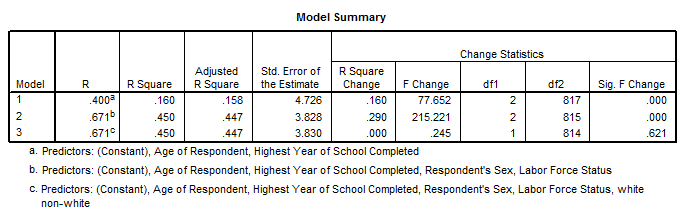 Model Summary
Change Statistics
Model R R Square Adjusted R Square Std. Error of the Estimate R Square Change F Change df1 df2 Sig. F Change
1 .400a .160 .158 4.726 .160 77.652 2 817 .000
2 .671b .450 .447 3.828 .290 215.221 2 815 .000
3 .671c .450 .447 3.830 .000 .245 1 814 .621
a. Predictors: (Constant), Age of Respondent, Highest Year of School Completed
b. Predictors: (Constant), Age of Respondent, Highest Year of School Completed, Respondent's Sex, Labor Force Status
c. Predictors: (Constant), Age of Respondent, Highest Year of School Completed, Respondent's Sex, Labor Force Status, white
non-white